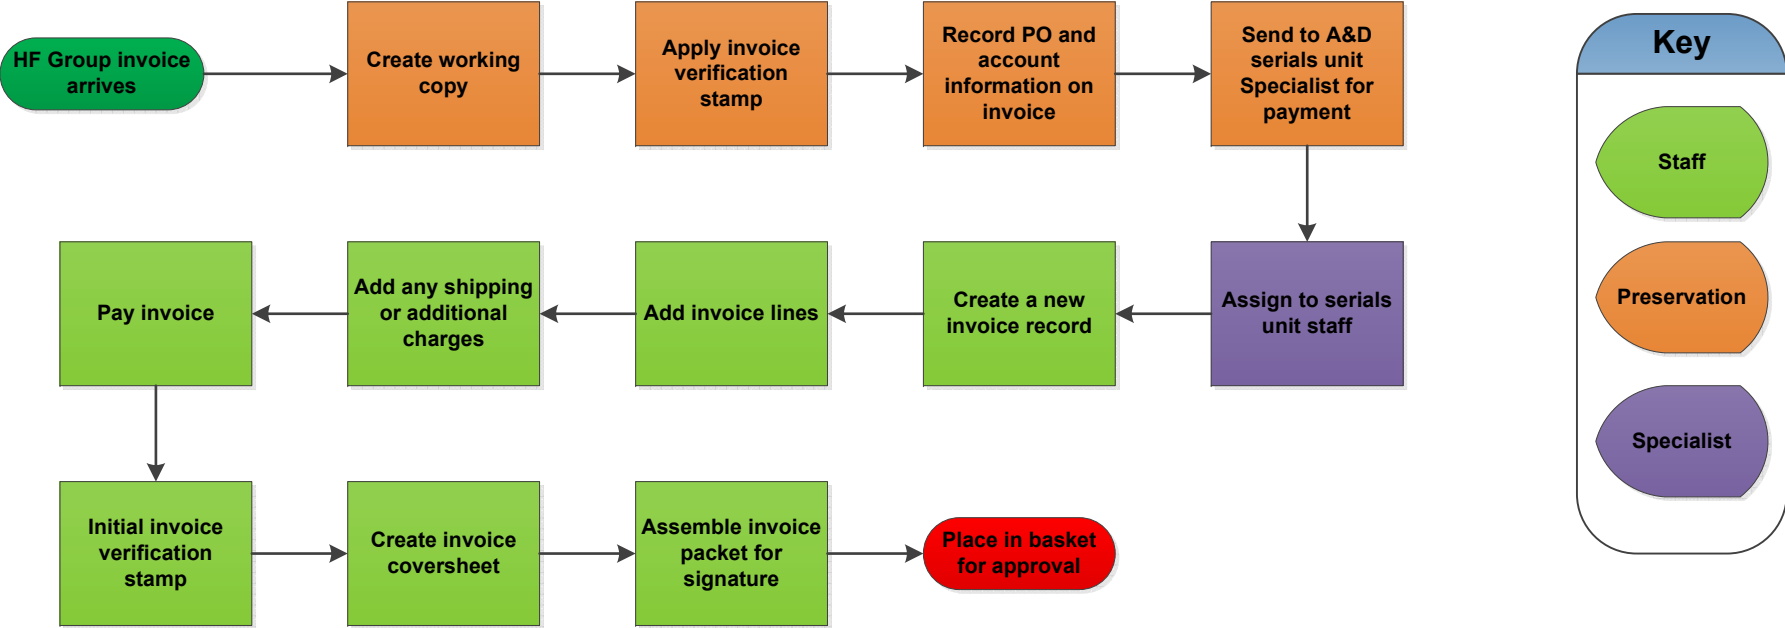 HF Group invoice
arrives
Create working
copy
Apply invoice
verification
stamp
Record PO and
account
information on
invoice
Send to A&D
serials unit
Specialist for
payment
Key
Staff
Preservation
Specialist
Pay invoice
Add any shipping
or additional
charges
Add invoice lines
Create a new
invoice record
Assign to serials
unit staff
Initial invoice
verification
stamp
Create invoice
coversheet
Assemble invoice
packet for
signature
Place in basket
for approval